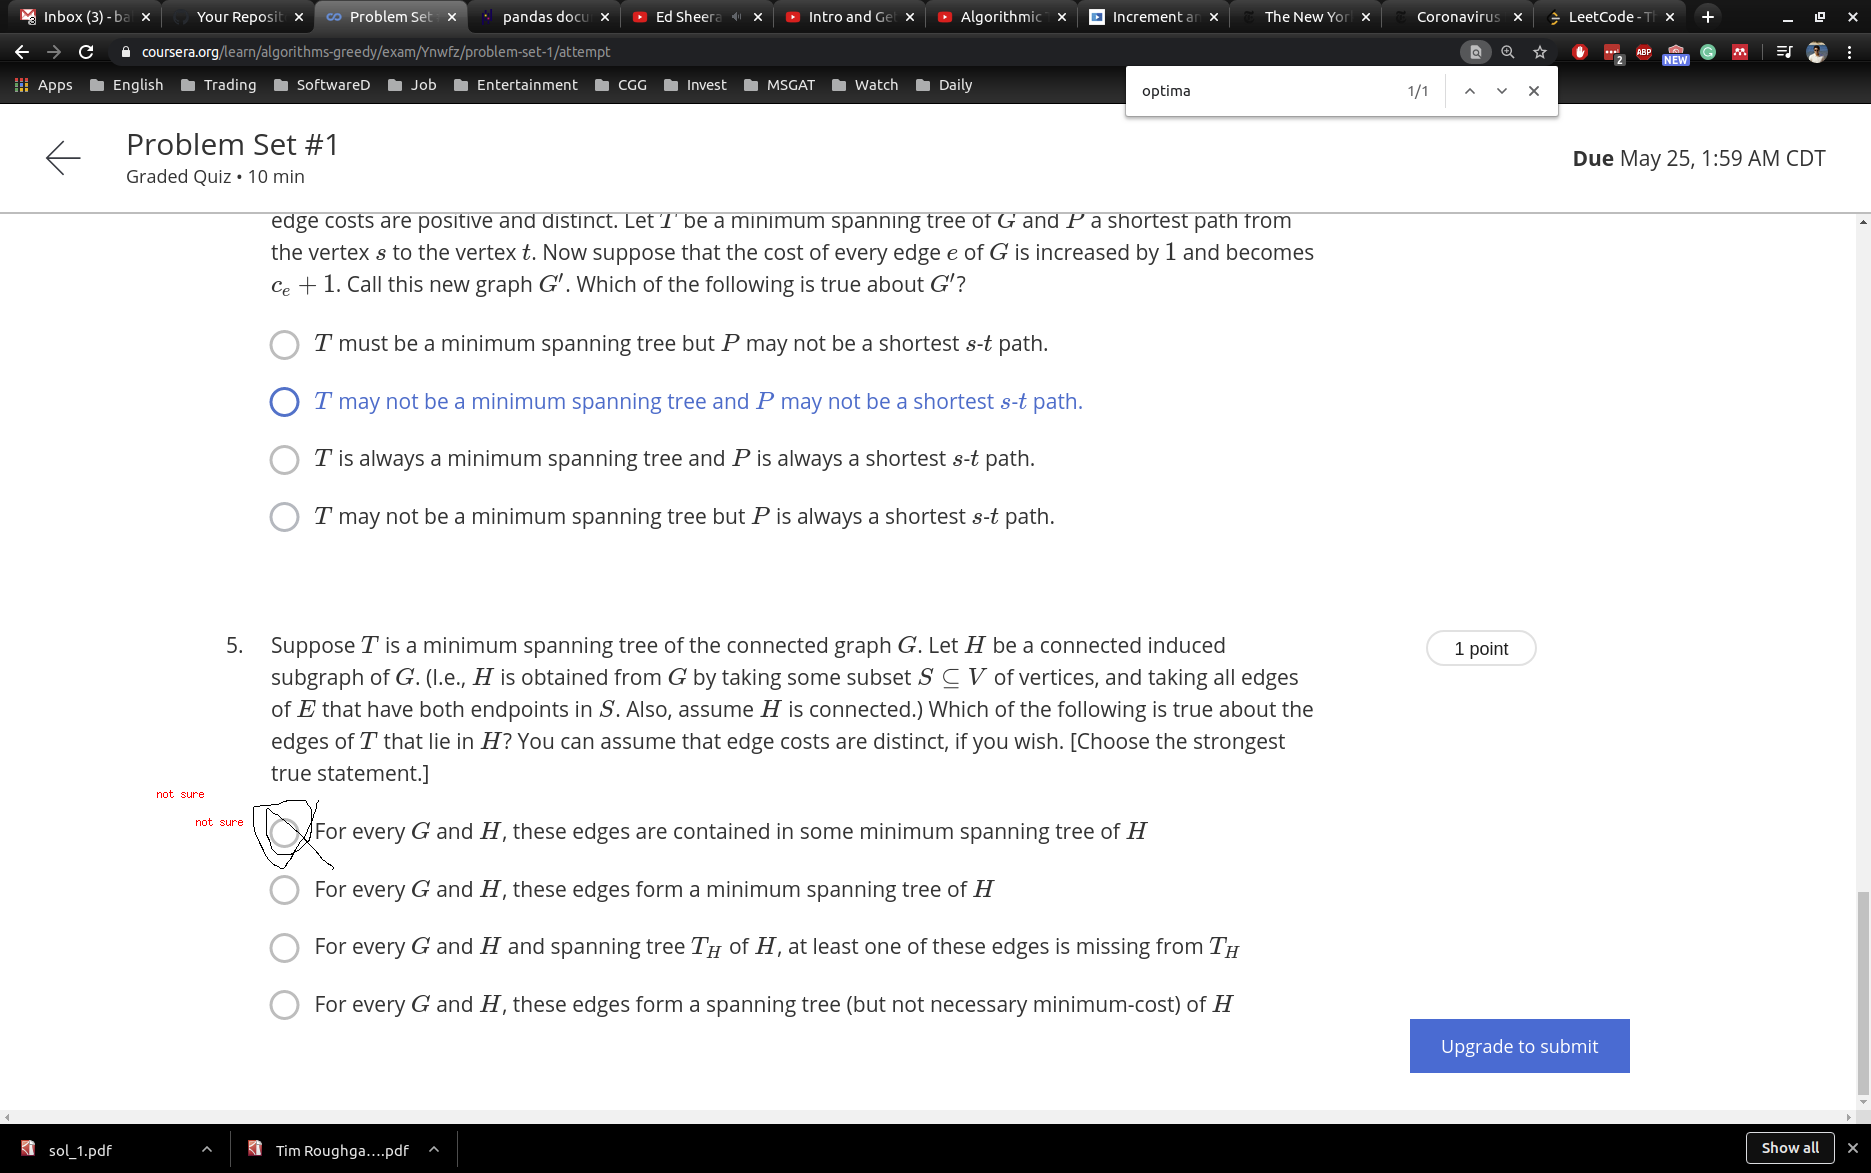 Inbox (3) - ba
Your Reposit
Problem Set
pandas docu
Ed Sheera
Intro and Ge
Algorithmic
Increment an
The New Yor
Coronavirus
LeetCode - Th
coursera.org/learn/algorithms-greedy/exam/Ynwfz/problem-set-1/attempt
2
ABP
NEW
Apps
English
Trading
SoftwareD
Job
Entertainment
CGG
Invest
MSGAT
Watch
Daily
optima 1/1
Problem Set #1
Graded Quiz • 10 min
Due May 25, 1:59 AM CDT
edge costs are positive and distinct. Let T be a minimum spanning tree of G and P a shortest path from
the vertex s to the vertex t. Now suppose that the cost of every edge e of G is increased by 1 and becomes
cₑ + 1. Call this new graph G′. Which of the following is true about G′?
T must be a minimum spanning tree but P may not be a shortest s-t path.
T may not be a minimum spanning tree and P may not be a shortest s-t path.
T is always a minimum spanning tree and P is always a shortest s-t path.
T may not be a minimum spanning tree but P is always a shortest s-t path.
5. Suppose T is a minimum spanning tree of the connected graph G. Let H be a connected induced
subgraph of G. (I.e., H is obtained from G by taking some subset S ⊆ V of vertices, and taking all edges
of E that have both endpoints in S. Also, assume H is connected.) Which of the following is true about the
edges of T that lie in H? You can assume that edge costs are distinct, if you wish. [Choose the strongest
true statement.]
1 point
not sure
not sure
For every G and H, these edges are contained in some minimum spanning tree of H
For every G and H, these edges form a minimum spanning tree of H
For every G and H and spanning tree T_H of H, at least one of these edges is missing from T_H
For every G and H, these edges form a spanning tree (but not necessary minimum-cost) of H
Upgrade to submit
sol_1.pdf
Tim Roughga....pdf
Show all